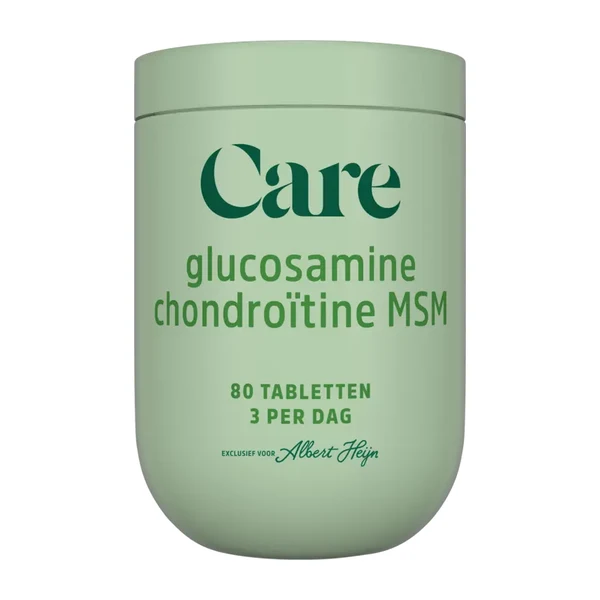 Care
glucosamine
chondroïtine MSM
80 TABLETTEN
3 PER DAG
EXCLUSIEF VOOR Albert Heijn